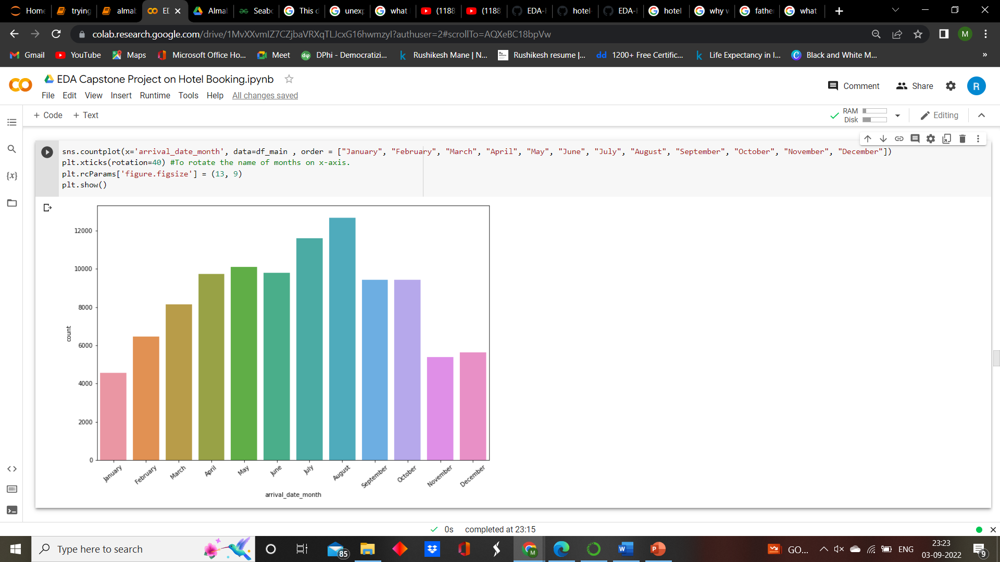 Home
trying
almab
ED
Almab
Seabo
This d
unexp
what
(1188
(1188
EDA-H
hotel-
EDA-H
hotel
why w
father
what
colab.research.google.com/drive/1MvXXvmIZ7CZjbaVRXqTLJcxG16hwmzyI?authuser=2#scrollTo=AQXeBC18bpVw
M
Gmail
YouTube
Maps
Microsoft Office Ho...
Meet
DPhi - Democratizi...
Rushikesh Mane | N...
Rushikesh resume |...
1200+ Free Certific...
Life Expectancy in I...
Black and White M...
»
EDA Capstone Project on Hotel Booking.ipynb
Comment
Share
R
File Edit View Insert Runtime Tools Help All changes saved
+ Code + Text
RAM
Disk
Editing
sns.countplot(x='arrival_date_month', data=df_main , order = ["January", "February", "March", "April", "May", "June", "July", "August", "September", "October", "November", "December"])
plt.xticks(rotation=40) #To rotate the name of months on x-axis.
plt.rcParams['figure.figsize'] = (13, 9)
plt.show()
{x}
12000
10000
8000
6000
4000
2000
0
count
January
February
March
April
May
June
July
August
September
October
November
December
arrival_date_month
0s completed at 23:15
Type here to search
85
GO...
ENG
23:23
03-09-2022
9